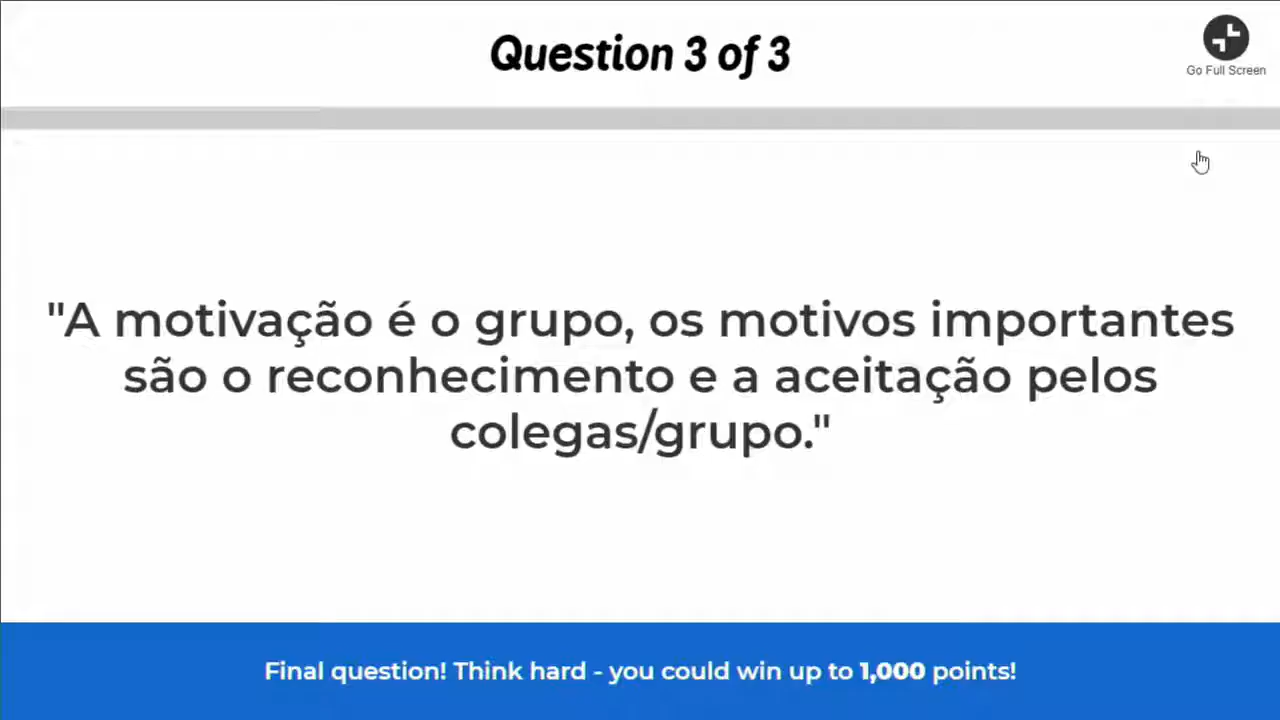 Question 3 of 3
Go Full Screen
"A motivação é o grupo, os motivos importantes
são o reconhecimento e a aceitação pelos
colegas/grupo."
Final question! Think hard - you could win up to 1,000 points!